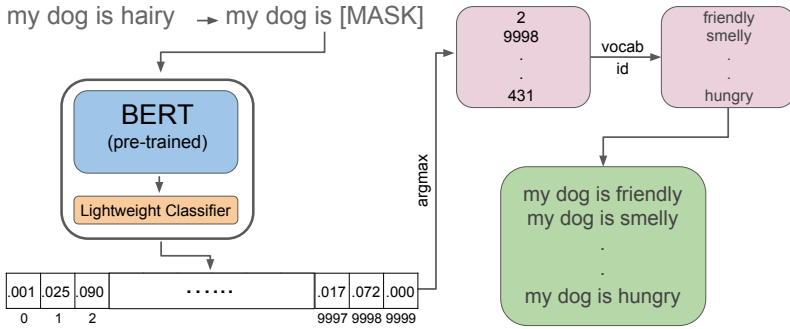 my dog is hairy → my dog is [MASK]
BERT
(pre-trained)
Lightweight Classifier
.001 .025 .090 ...... .017 .072 .000
0 1 2 9997 9998 9999
argmax
2
9998
.
.
431
vocab
id
friendly
smelly
.
.
hungry
my dog is friendly
my dog is smelly
.
.
my dog is hungry